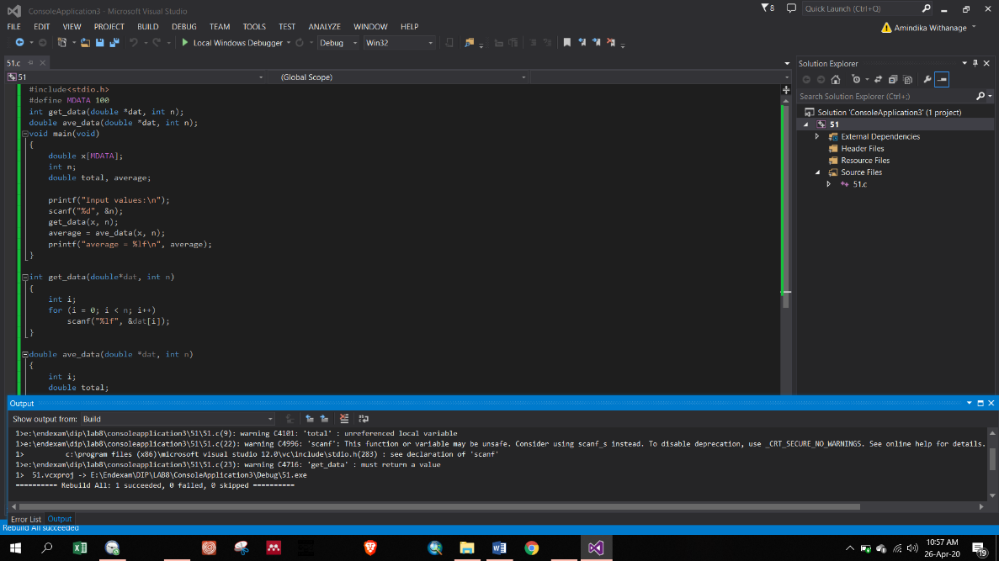 ConsoleApplication3 - Microsoft Visual Studio
8
Quick Launch (Ctrl+Q)
FILE EDIT VIEW PROJECT BUILD DEBUG TEAM TOOLS TEST ANALYZE WINDOW HELP
Amindika Withanage
Local Windows Debugger Debug Win32
51.c
51 (Global Scope)
#include<stdio.h>
#define MDATA 100
int get_data(double *dat, int n);
double ave_data(double *dat, int n);
void main(void)
{
double x[MDATA];
int n;
double total, average;
printf("Input values:\n");
scanf("%d", &n);
get_data(x, n);
average = ave_data(x, n);
printf("average = %lf\n", average);
}
int get_data(double*dat, int n)
{
int i;
for (i = 0; i < n; i++)
scanf("%lf", &dat[i]);
}
double ave_data(double *dat, int n)
{
int i;
double total;
Solution Explorer
Search Solution Explorer (Ctrl+;)
Solution 'ConsoleApplication3' (1 project)
51
External Dependencies
Header Files
Resource Files
Source Files
51.c
Output
Show output from: Build
1>e:\endexam\dip\lab8\consoleapplication3\51\51.c(9): warning C4101: 'total' : unreferenced local variable
1>e:\endexam\dip\lab8\consoleapplication3\51\51.c(22): warning C4996: 'scanf': This function or variable may be unsafe. Consider using scanf_s instead. To disable deprecation, use _CRT_SECURE_NO_WARNINGS. See online help for details.
1> c:\program files (x86)\microsoft visual studio 12.0\vc\include\stdio.h(283) : see declaration of 'scanf'
1>e:\endexam\dip\lab8\consoleapplication3\51\51.c(23): warning C4716: 'get_data' : must return a value
1> 51.vcxproj -> E:\Endexam\DIP\LAB8\ConsoleApplication3\Debug\51.exe
========== Rebuild All: 1 succeeded, 0 failed, 0 skipped ==========
Error List Output
Rebuild All succeeded
10:57 AM
26-Apr-20
19